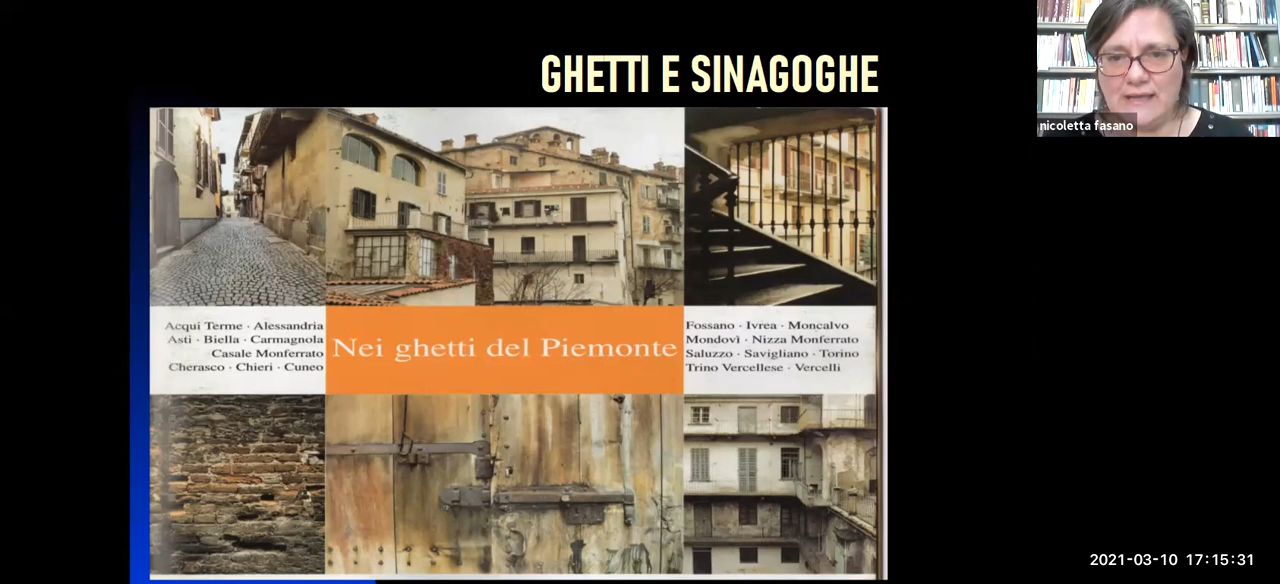 GHETTI E SINAGOGHE
nicoletta fasano
Acqui Terme · Alessandria
Asti · Biella · Carmagnola
Casale Monferrato
Cherasco · Chieri · Cuneo
Nei ghetti del Piemonte
Fossano · Ivrea · Moncalvo
Mondovì · Nizza Monferrato
Saluzzo · Savigliano · Torino
Trino Vercellese · Vercelli
2021-03-10 17:15:31